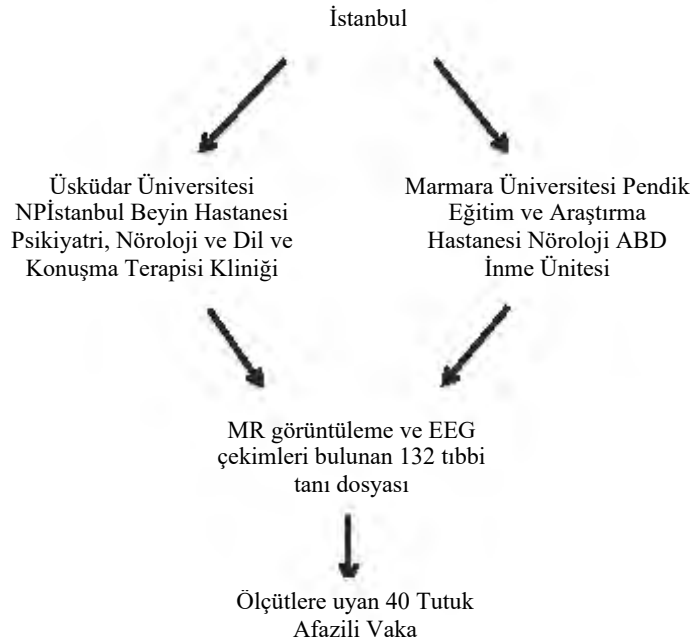 İstanbul
Üsküdar Üniversitesi
NPİstanbul Beyin Hastanesi
Psikiyatri, Nöroloji ve Dil ve
Konuşma Terapisi Kliniği
Marmara Üniversitesi Pendik
Eğitim ve Araştırma
Hastanesi Nöroloji ABD
İnme Ünitesi
MR görüntüleme ve EEG
çekimleri bulunan 132 tıbbi
tanı dosyası
Ölçütlere uyan 40 Tutuk
Afazili Vaka